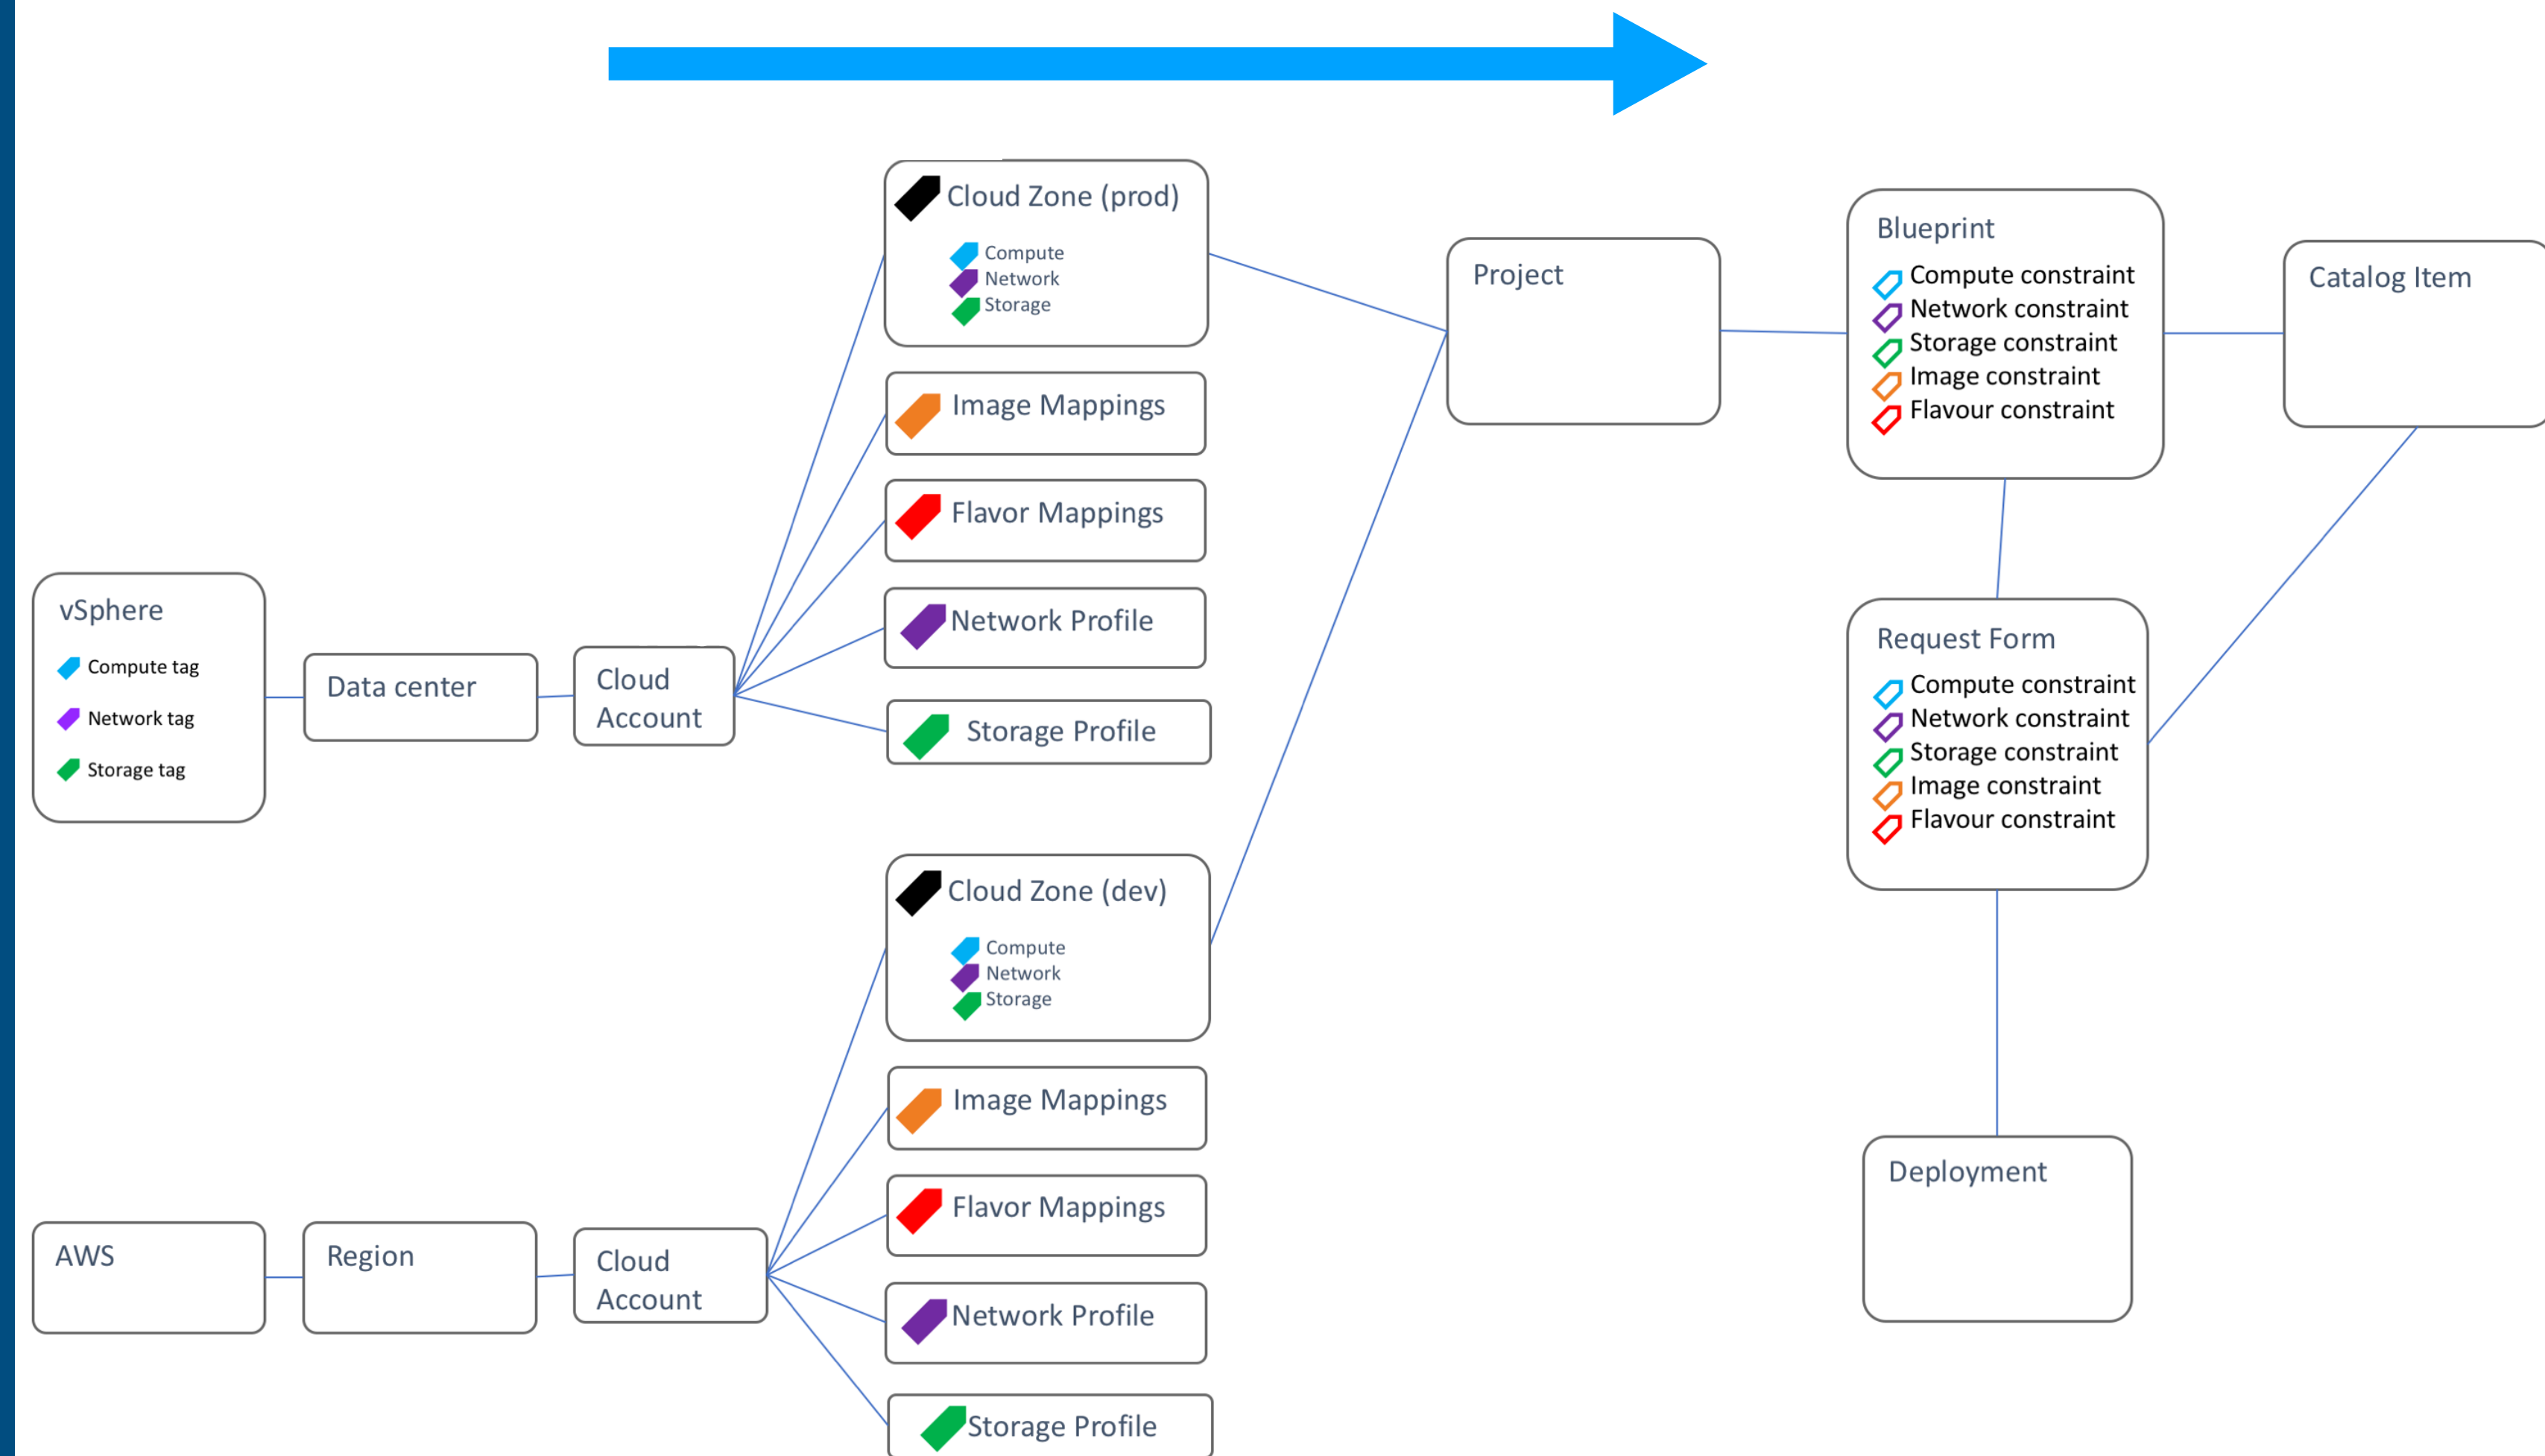 vSphere
Compute tag
Network tag
Storage tag
Data center
Cloud
Account
Cloud Zone (prod)
Compute
Network
Storage
Image Mappings
Flavor Mappings
Network Profile
Storage Profile
AWS
Region
Cloud
Account
Cloud Zone (dev)
Compute
Network
Storage
Image Mappings
Flavor Mappings
Network Profile
Storage Profile
Project
Blueprint
Compute constraint
Network constraint
Storage constraint
Image constraint
Flavour constraint
Catalog Item
Request Form
Compute constraint
Network constraint
Storage constraint
Image constraint
Flavour constraint
Deployment